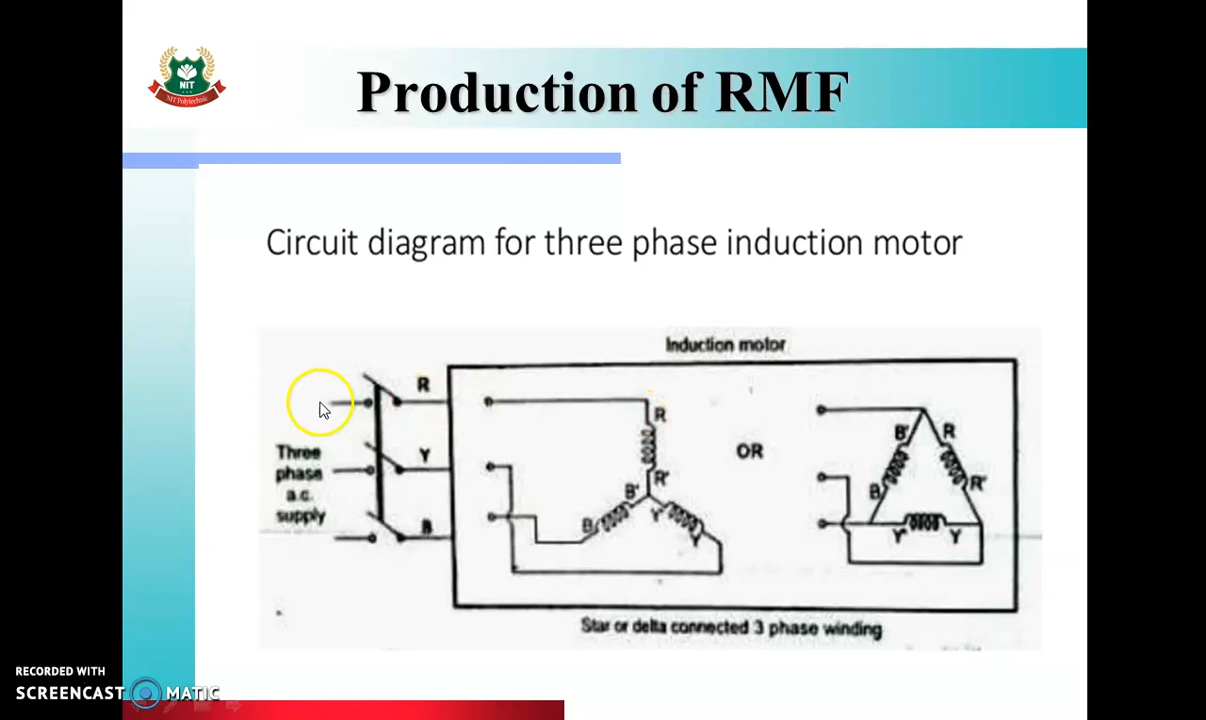 NIT
NIT Polytechnic
Production of RMF
Circuit diagram for three phase induction motor
Induction motor
R
Y
B
Three
phase
a.c.
supply
R
R'
B'
B
Y'
Y
OR
B'
R
B
R'
Y'
Y
Star or delta connected 3 phase winding
RECORDED WITH
SCREENCAST MATIC